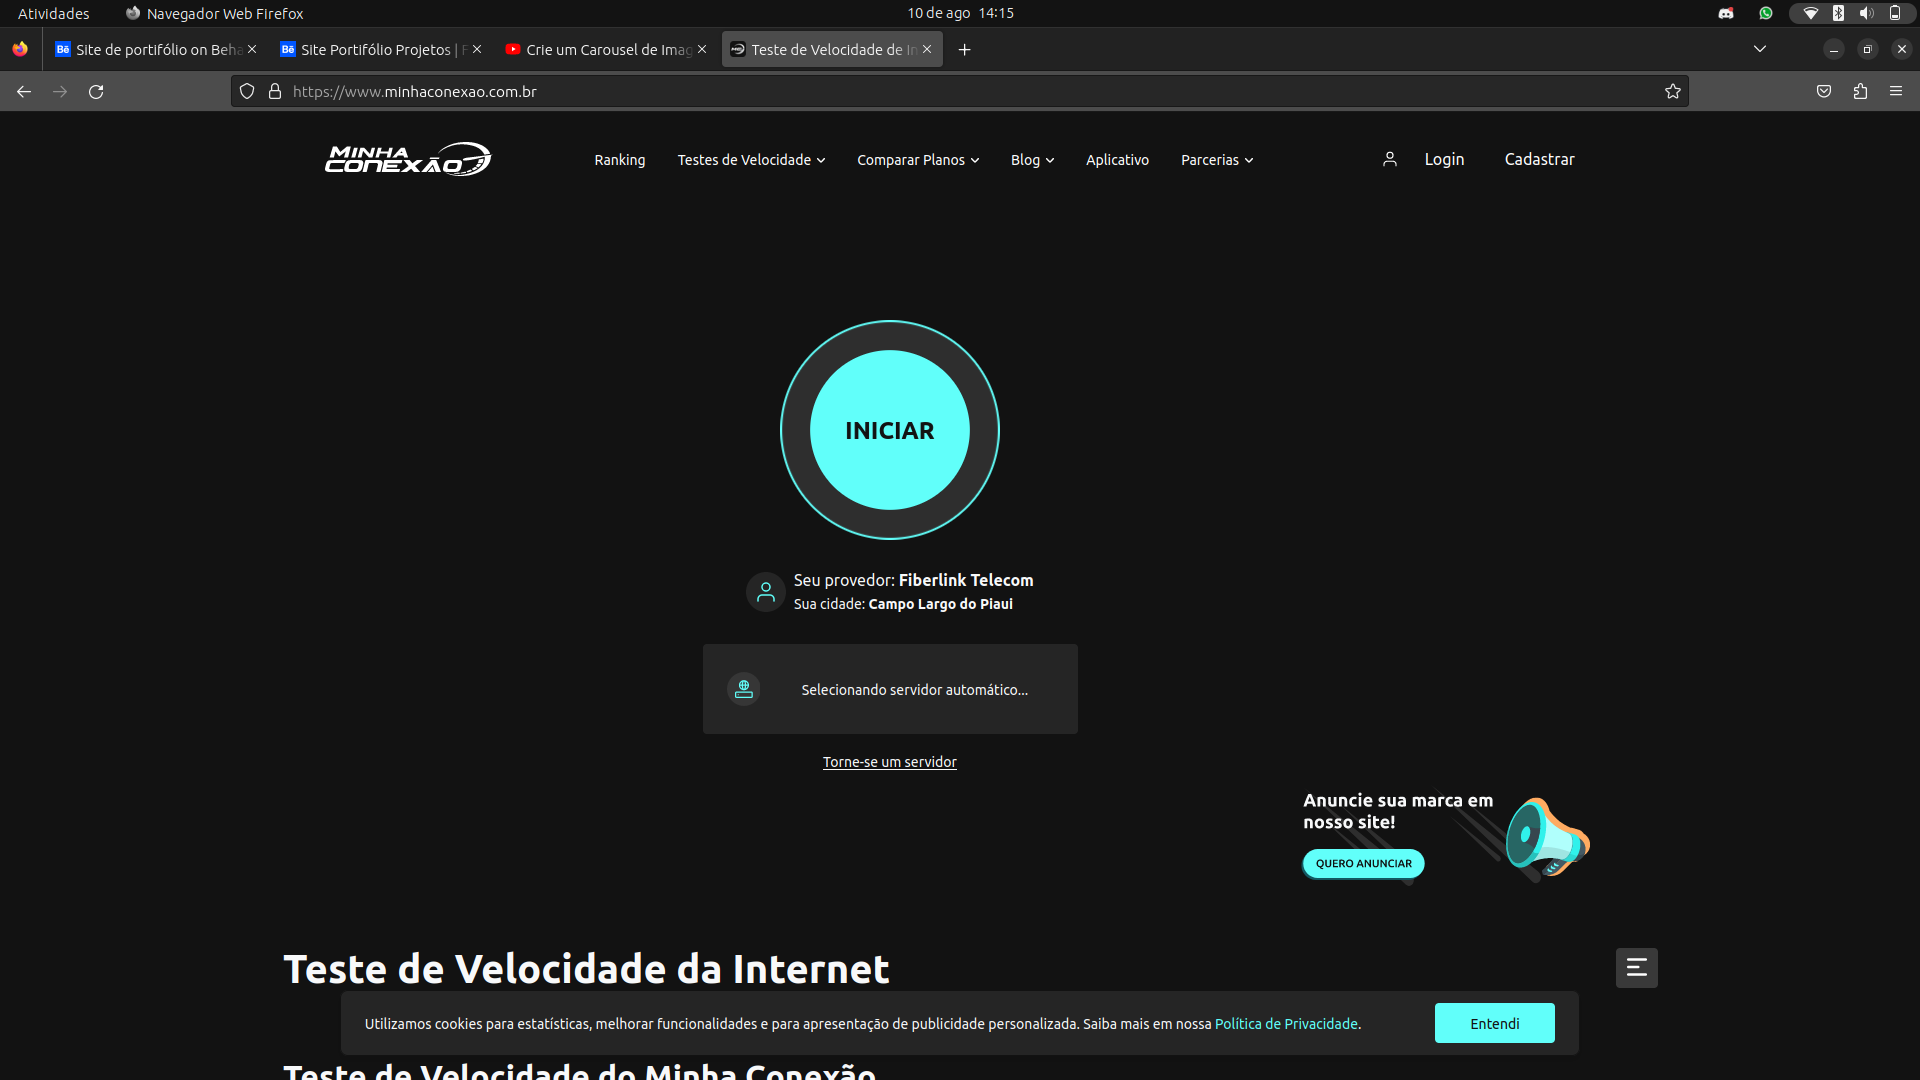 Atividades
Navegador Web Firefox
10 de ago 14:15
Site de portifólio on Beha
Site Portifólio Projetos |
Crie um Carousel de Imag
Teste de Velocidade de In
https://www.minhaconexao.com.br
MINHA
CONEXÃO
Ranking
Testes de Velocidade
Comparar Planos
Blog
Aplicativo
Parcerias
Login
Cadastrar
INICIAR
Seu provedor: Fiberlink Telecom
Sua cidade: Campo Largo do Piaui
Selecionando servidor automático...
Torne-se um servidor
Anuncie sua marca em
nosso site!
QUERO ANUNCIAR
Teste de Velocidade da Internet
Utilizamos cookies para estatísticas, melhorar funcionalidades e para apresentação de publicidade personalizada. Saiba mais em nossa Política de Privacidade.
Entendi
Teste de Velocidade do Minha Conexão